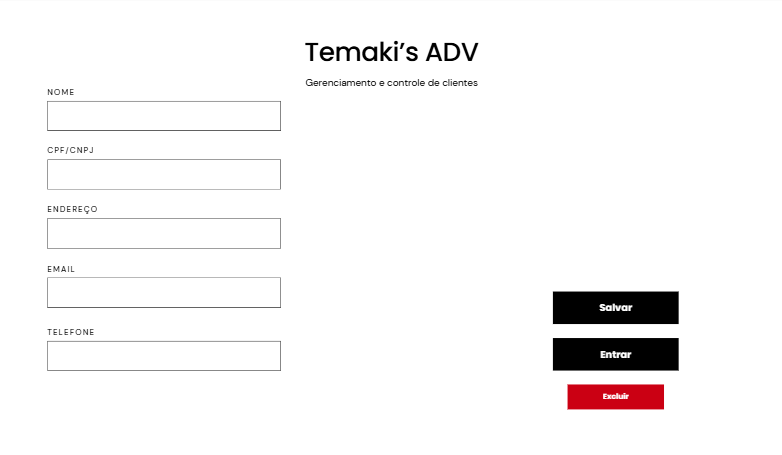 Temaki's ADV
Gerenciamento e controle de clientes
NOME
CPF/CNPJ
ENDEREÇO
EMAIL
TELEFONE
Salvar
Entrar
Excluir